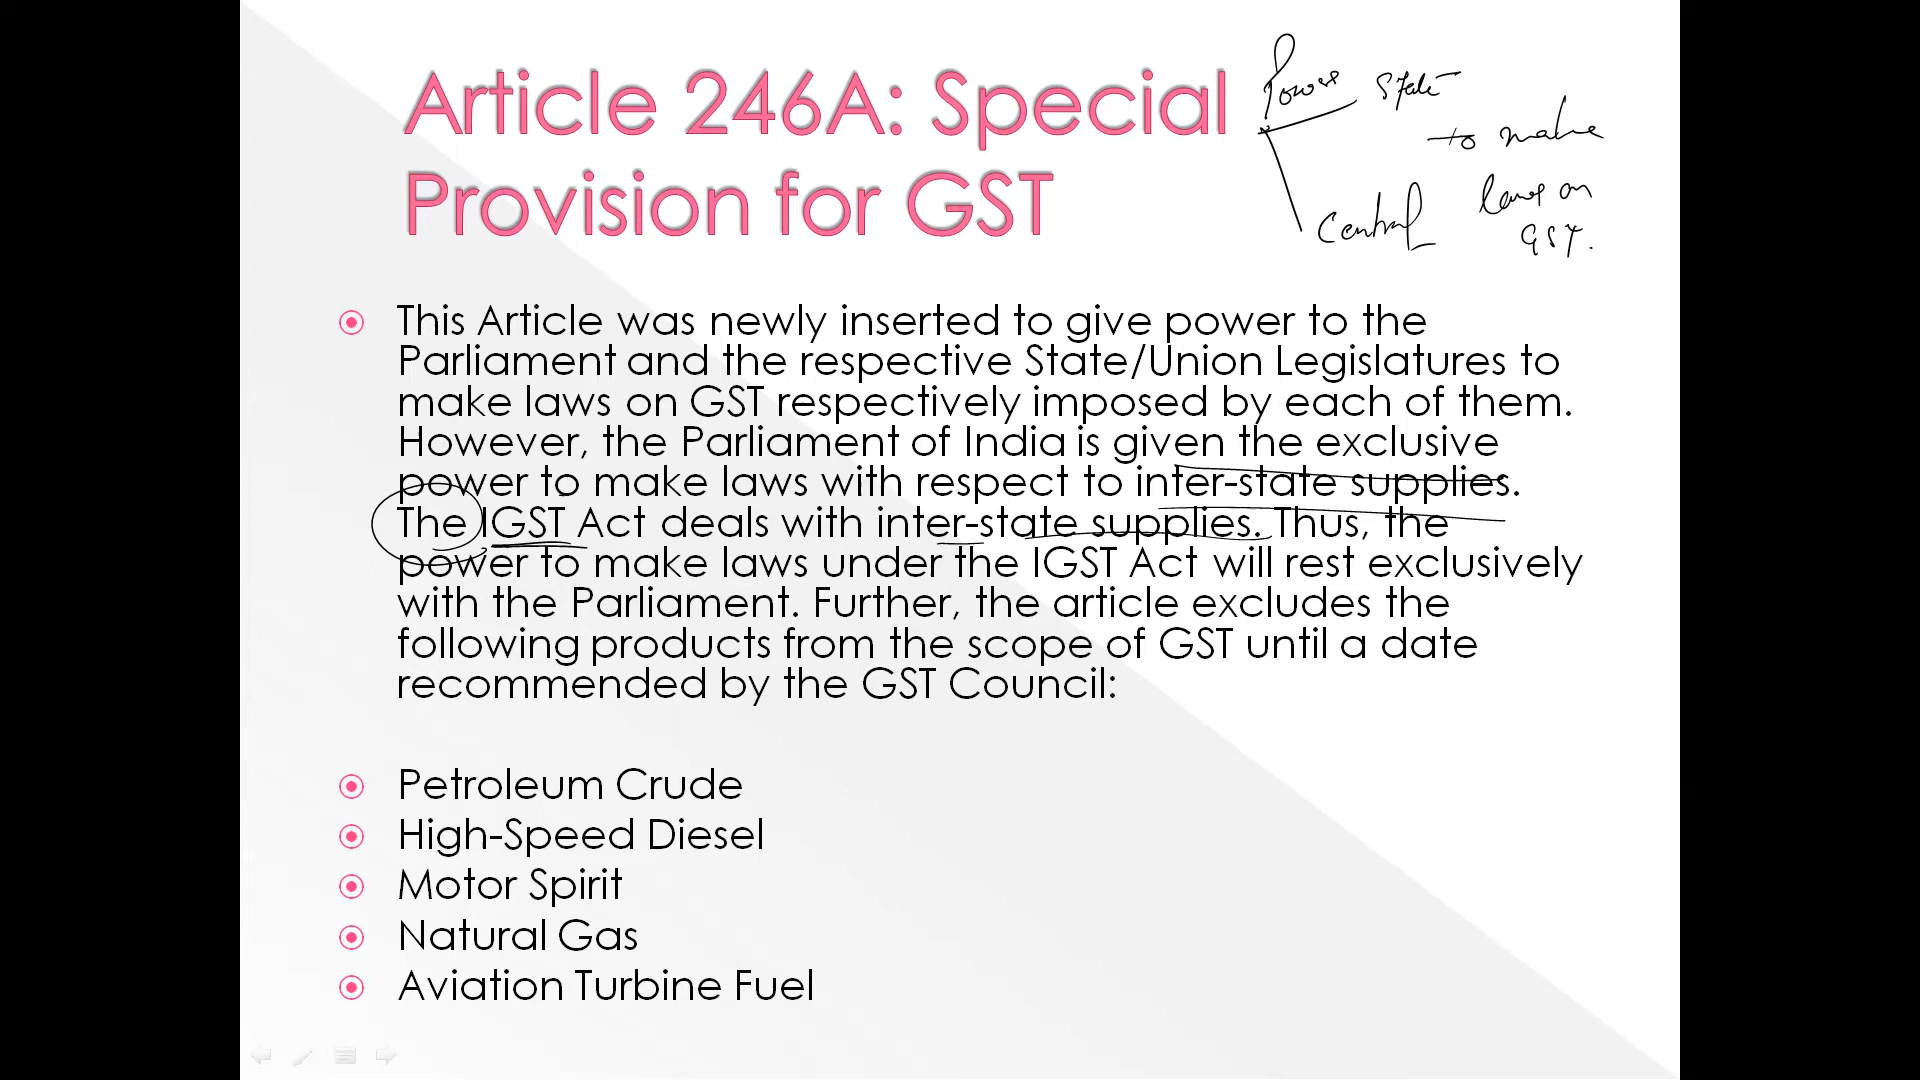 Article 246A: Special
Provision for GST
Power State
to make
Central
laws on
GST.
This Article was newly inserted to give power to the
Parliament and the respective State/Union Legislatures to
make laws on GST respectively imposed by each of them.
However, the Parliament of India is given the exclusive
power to make laws with respect to inter-state supplies.
The IGST Act deals with inter-state supplies. Thus, the
power to make laws under the IGST Act will rest exclusively
with the Parliament. Further, the article excludes the
following products from the scope of GST until a date
recommended by the GST Council:
Petroleum Crude
High-Speed Diesel
Motor Spirit
Natural Gas
Aviation Turbine Fuel